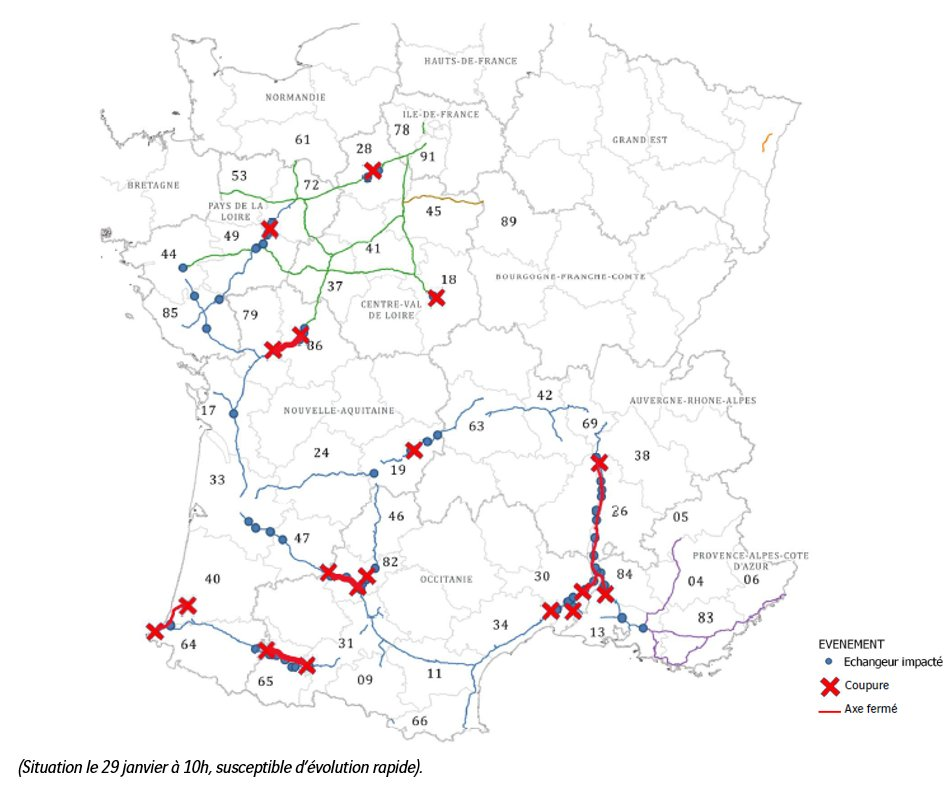 HAUTS-DE-FRANCE
NORMANDIE
ILE-DE-FRANCE
78
61
GRAND EST
28
91
53
72
BRETAGNE
PAYS DE LA
LOIRE
45
89
49
41
44
18
BOURGOGNE-FRANCHE-COMTE
37
CENTRE-VAL
DE LOIRE
85
79
86
42
AUVERGNE-RHONE-ALPES
17
NOUVELLE-AQUITAINE
63
69
24
38
19
33
46
26
05
47
PROVENCE-ALPES-COTE
D'AZUR
82
OCCITANIE
30
84
40
04
06
83
34
13
64
31
EVENEMENT
Echangeur impacté
11
65
09
Coupure
Axe fermé
66
(Situation le 29 janvier à 10h, susceptible d'évolution rapide).